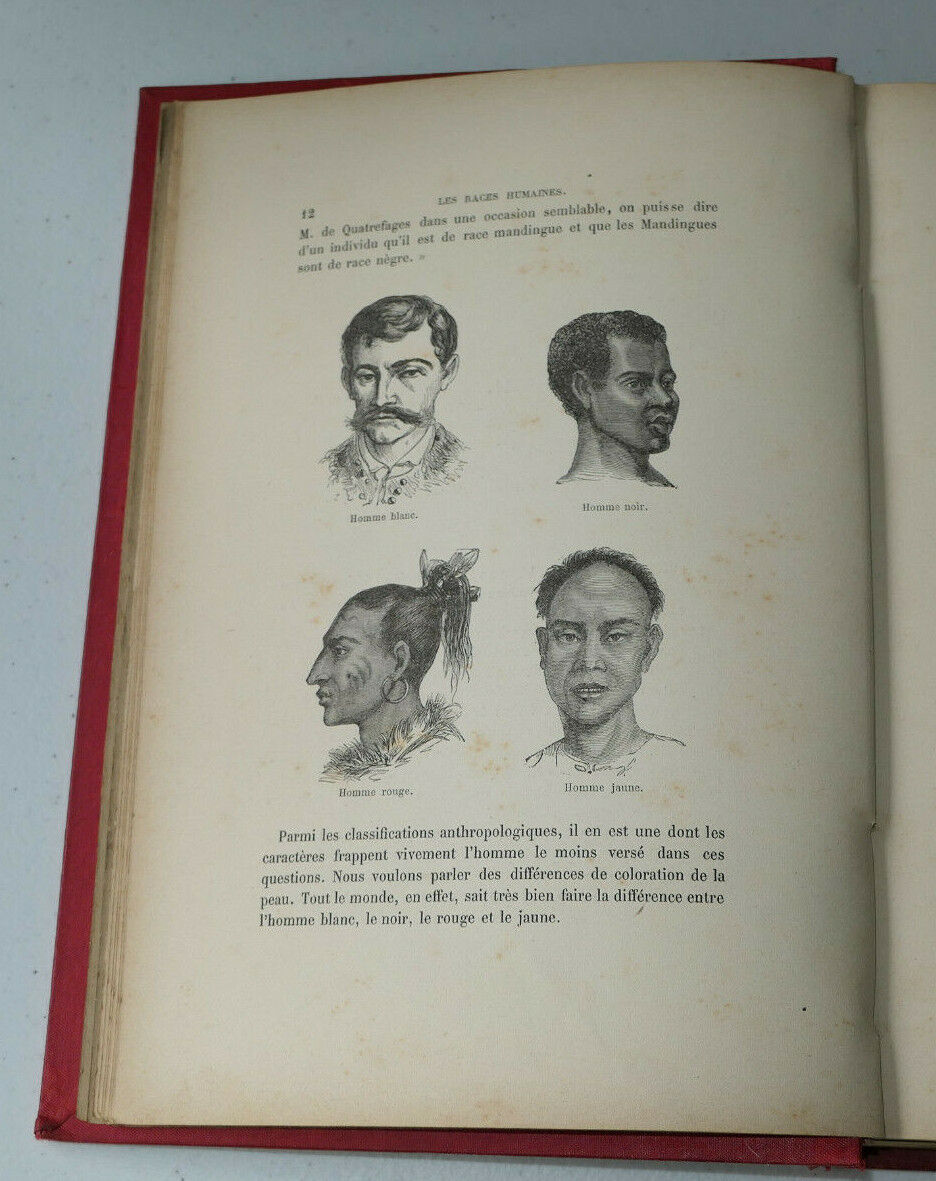 12
LES RACES HUMAINES.
M. de Quatrefages dans une occasion semblable, on puisse dire
d'un individu qu'il est de race mandingue et que les Mandingues
sont de race nègre. »
Homme blanc.
Homme noir.
Homme rouge.
Homme jaune.
Parmi les classifications anthropologiques, il en est une dont les
caractères frappent vivement l'homme le moins versé dans ces
questions. Nous voulons parler des différences de coloration de la
peau. Tout le monde, en effet, sait très bien faire la différence entre
l'homme blanc, le noir, le rouge et le jaune.